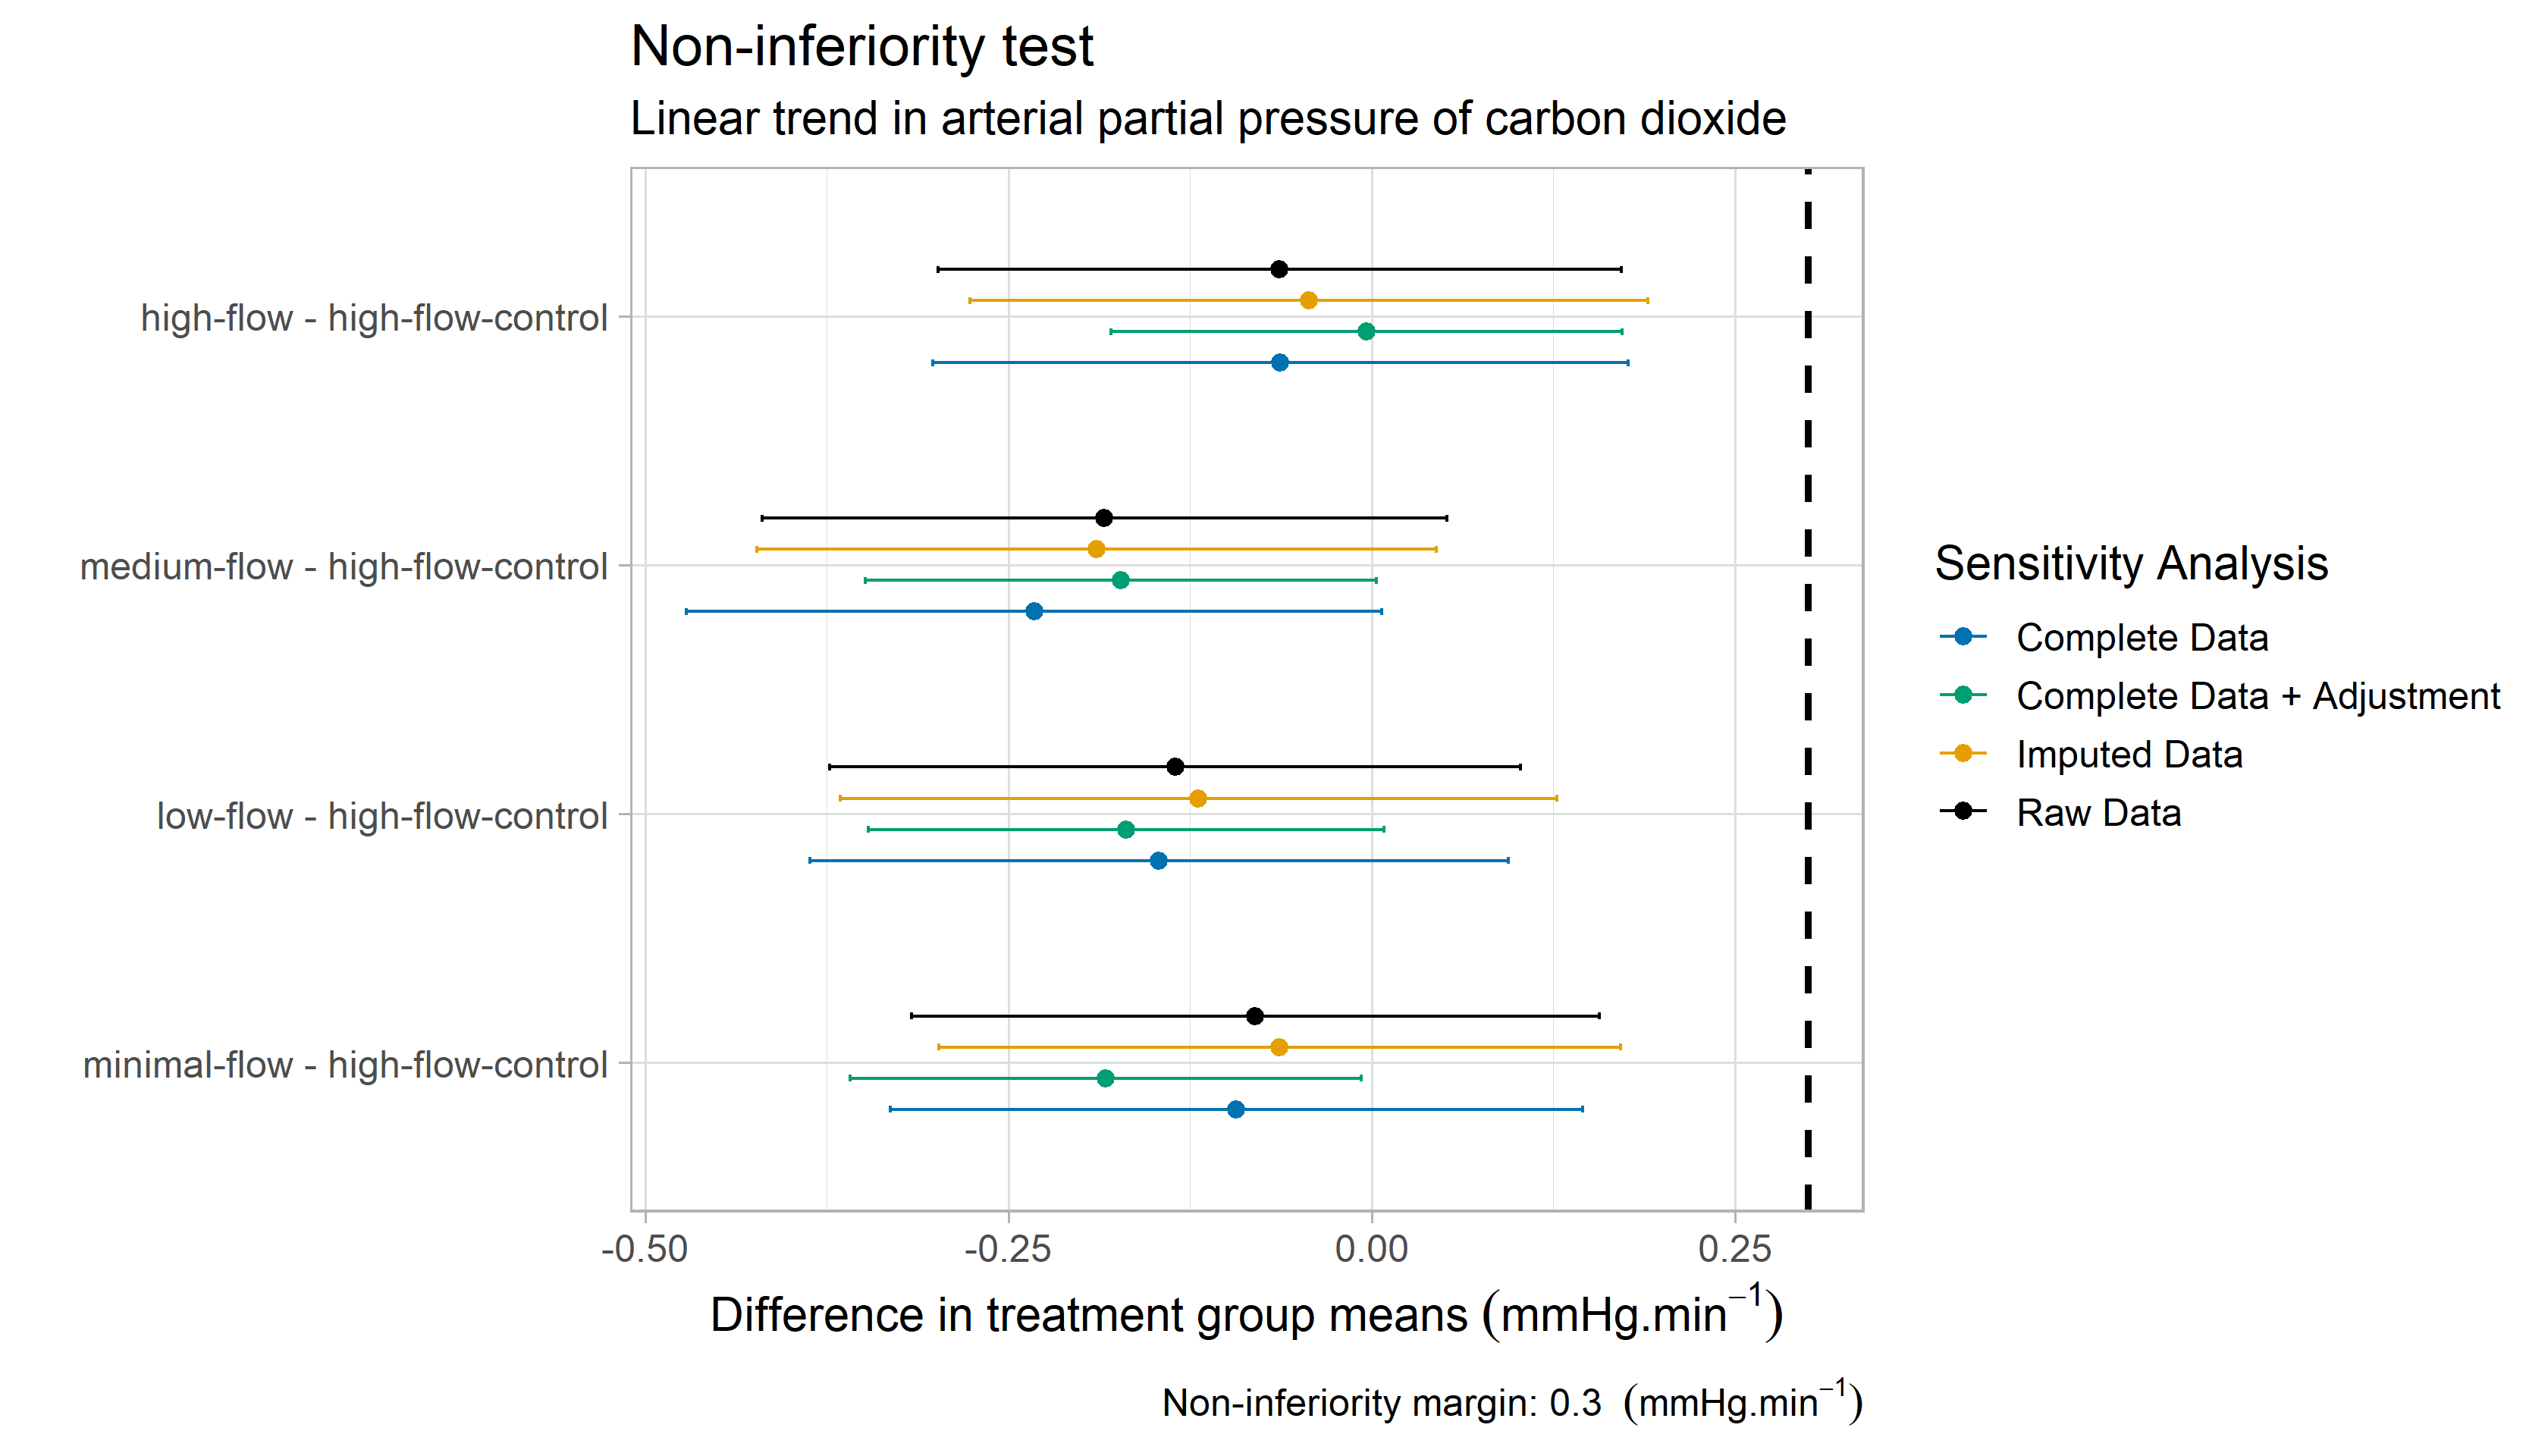 Non-inferiority test
Linear trend in arterial partial pressure of carbon dioxide
high-flow - high-flow-control
medium-flow - high-flow-control
low-flow - high-flow-control
minimal-flow - high-flow-control
-0.50
-0.25
0.00
0.25
Difference in treatment group means (mmHg.min⁻¹)
Non-inferiority margin: 0.3 (mmHg.min⁻¹)
Sensitivity Analysis
Complete Data
Complete Data + Adjustment
Imputed Data
Raw Data